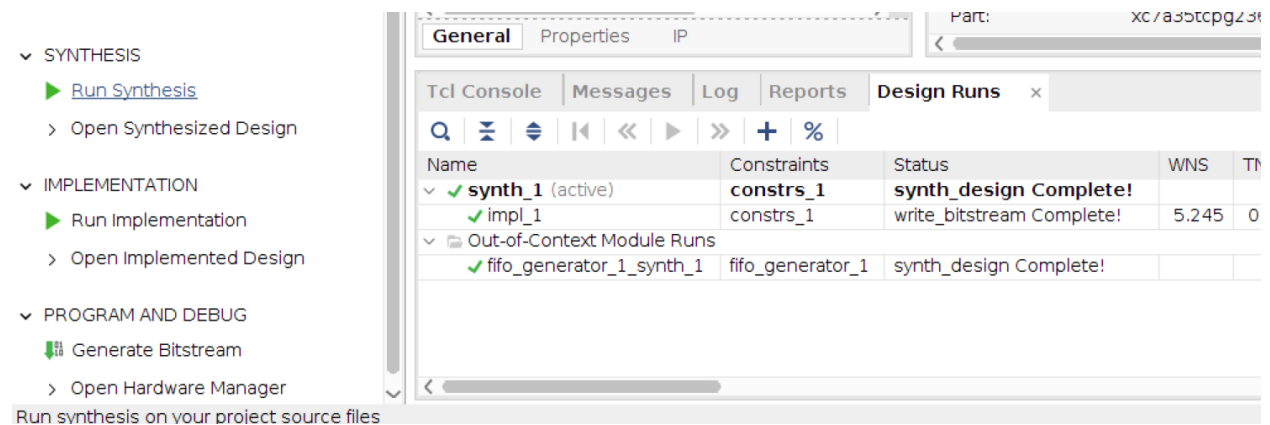 SYNTHESIS
Run Synthesis
Open Synthesized Design
IMPLEMENTATION
Run Implementation
Open Implemented Design
PROGRAM AND DEBUG
Generate Bitstream
Open Hardware Manager
Run synthesis on your project source files
Part: xc7a35tcpg236
General Properties IP
Tcl Console Messages Log Reports Design Runs ×
Name Constraints Status WNS TN
synth_1 (active) constrs_1 synth_design Complete!
impl_1 constrs_1 write_bitstream Complete! 5.245 0
Out-of-Context Module Runs
fifo_generator_1_synth_1 fifo_generator_1 synth_design Complete!